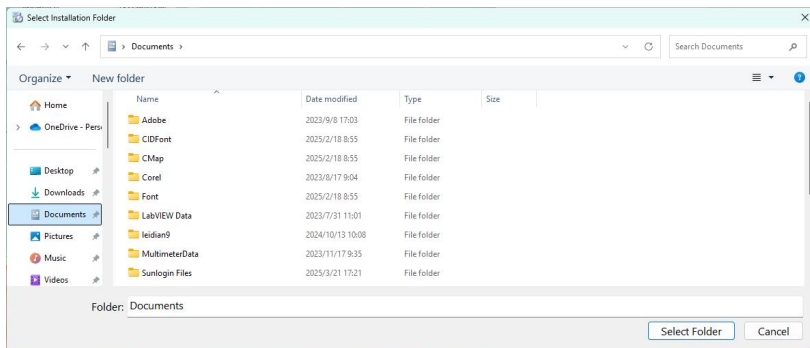 Select Installation Folder
Documents
Search Documents
Organize
New folder
Home
OneDrive - Pers
Desktop
Downloads
Documents
Pictures
Music
Videos
Name Date modified Type Size
Adobe 2023/9/8 17:03 File folder
CIDFont 2025/2/18 8:55 File folder
CMap 2025/2/18 8:55 File folder
Corel 2023/8/17 9:04 File folder
Font 2025/2/18 8:55 File folder
LabVIEW Data 2023/7/31 11:01 File folder
leidian9 2024/10/13 10:08 File folder
MultimeterData 2023/11/17 9:35 File folder
Sunlogin Files 2025/3/21 17:21 File folder
Folder: Documents
Select Folder
Cancel